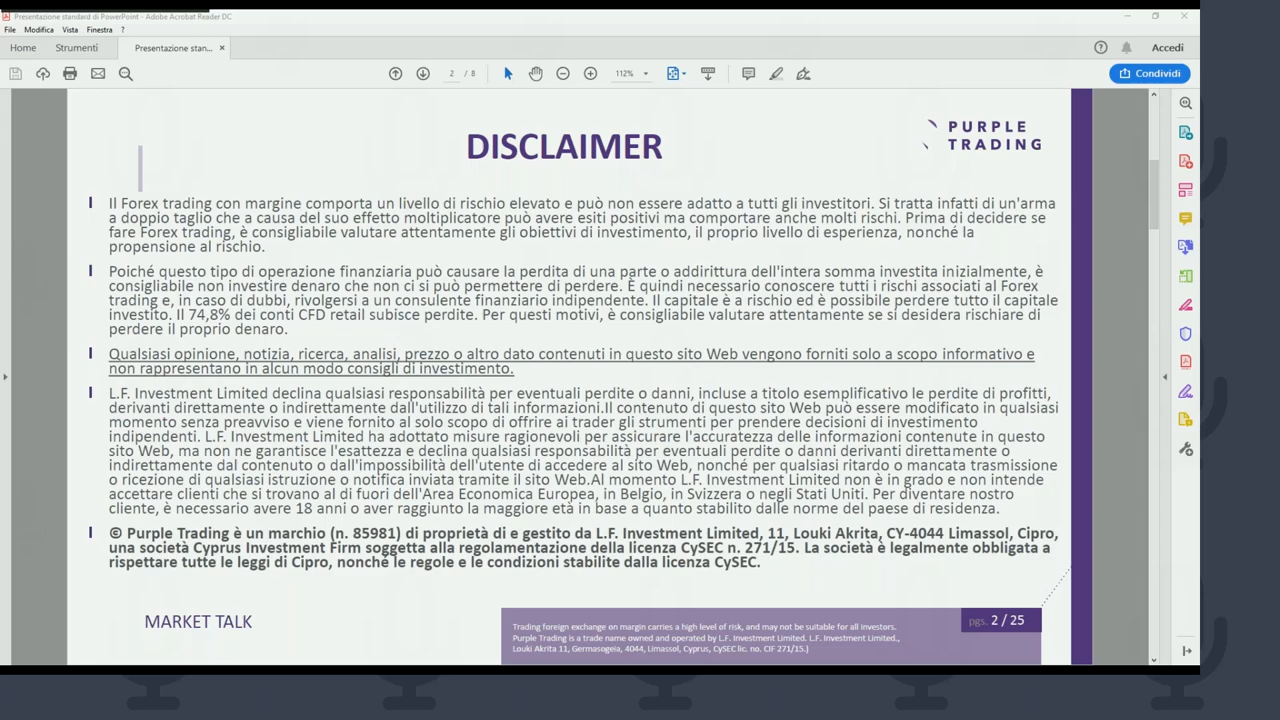 Presentazione standard di PowerPoint - Adobe Acrobat Reader DC
File Modifica Vista Finestra ?
Home Strumenti Presentazione stan... × Accedi
2 / 8 112% Condividi
DISCLAIMER
PURPLE
TRADING
Il Forex trading con margine comporta un livello di rischio elevato e può non essere adatto a tutti gli investitori. Si tratta infatti di un'arma
a doppio taglio che a causa del suo effetto moltiplicatore può avere esiti positivi ma comportare anche molti rischi. Prima di decidere se
fare Forex trading, è consigliabile valutare attentamente gli obiettivi di investimento, il proprio livello di esperienza, nonché la
propensione al rischio.
Poiché questo tipo di operazione finanziaria può causare la perdita di una parte o addirittura dell'intera somma investita inizialmente, è
consigliabile non investire denaro che non ci si può permettere di perdere. È quindi necessario conoscere tutti i rischi associati al Forex
trading e, in caso di dubbi, rivolgersi a un consulente finanziario indipendente. Il capitale è a rischio ed è possibile perdere tutto il capitale
investito. Il 74,8% dei conti CFD retail subisce perdite. Per questi motivi, è consigliabile valutare attentamente se si desidera rischiare di
perdere il proprio denaro.
Qualsiasi opinione, notizia, ricerca, analisi, prezzo o altro dato contenuti in questo sito Web vengono forniti solo a scopo informativo e
non rappresentano in alcun modo consigli di investimento.
L.F. Investment Limited declina qualsiasi responsabilità per eventuali perdite o danni, incluse a titolo esemplificativo le perdite di profitti,
derivanti direttamente o indirettamente dall'utilizzo di tali informazioni.Il contenuto di questo sito Web può essere modificato in qualsiasi
momento senza preavviso e viene fornito al solo scopo di offrire ai trader gli strumenti per prendere decisioni di investimento
indipendenti. L.F. Investment Limited ha adottato misure ragionevoli per assicurare l'accuratezza delle informazioni contenute in questo
sito Web, ma non ne garantisce l'esattezza e declina qualsiasi responsabilità per eventuali perdite o danni derivanti direttamente o
indirettamente dal contenuto o dall'impossibilità dell'utente di accedere al sito Web, nonché per qualsiasi ritardo o mancata trasmissione
o ricezione di qualsiasi istruzione o notifica inviata tramite il sito Web.Al momento L.F. Investment Limited non è in grado e non intende
accettare clienti che si trovano al di fuori dell'Area Economica Europea, in Belgio, in Svizzera o negli Stati Uniti. Per diventare nostro
cliente, è necessario avere 18 anni o aver raggiunto la maggiore età in base a quanto stabilito dalle norme del paese di residenza.
© Purple Trading è un marchio (n. 85981) di proprietà di e gestito da L.F. Investment Limited, 11, Louki Akrita, CY-4044 Limassol, Cipro,
una società Cyprus Investment Firm soggetta alla regolamentazione della licenza CySEC n. 271/15. La società è legalmente obbligata a
rispettare tutte le leggi di Cipro, nonché le regole e le condizioni stabilite dalla licenza CySEC.
MARKET TALK
pgs. 2 / 25
Trading foreign exchange on margin carries a high level of risk, and may not be suitable for all investors.
Purple Trading is a trade name owned and operated by L.F. Investment Limited. L.F. Investment Limited.,
Louki Akrita 11, Germasogeia, 4044, Limassol, Cyprus, CySEC lic. no. CIF 271/15.)